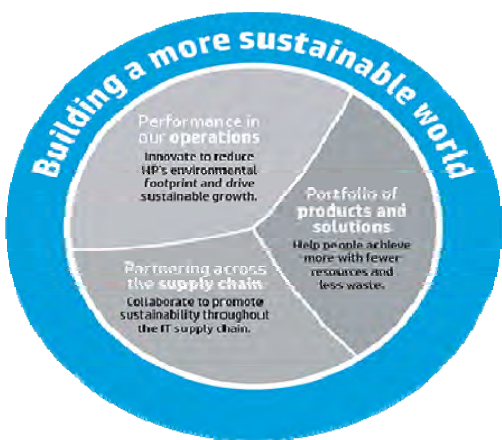 Building a more sustainable world
Performance in
our operations
Innovate to reduce
HP's environmental
footprint and drive
sustainable growth.
Portfolio of
products and
solutions
Help people achieve
more with fewer
resources and
less waste.
Partnering across
the supply chain
Collaborate to promote
sustainability throughout
the IT supply chain.